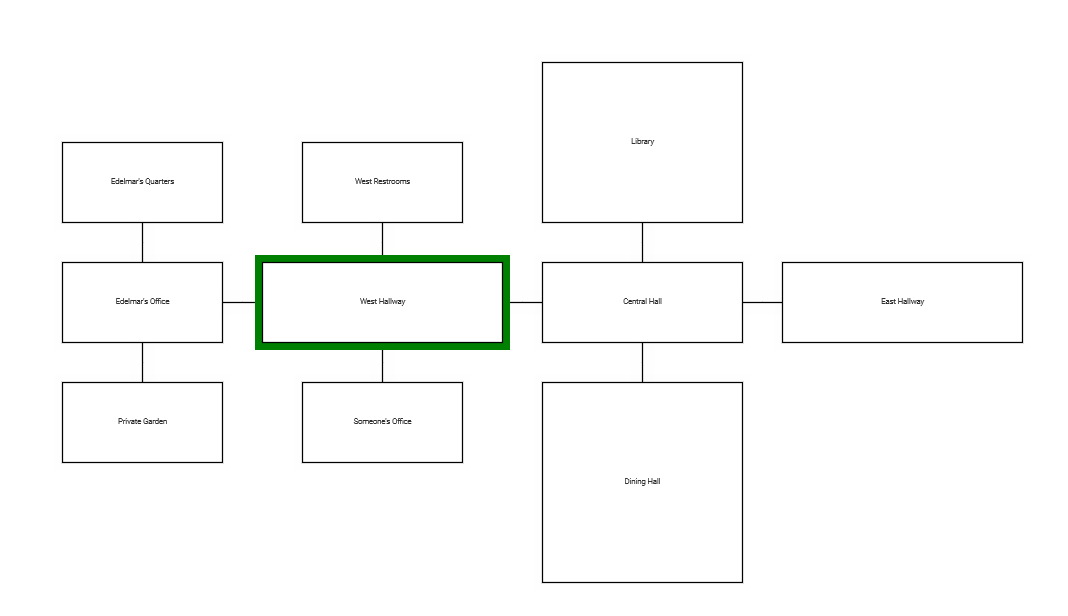 Library
Edelmar's Quarters
West Restrooms
Edelmar's Office
West Hallway
Central Hall
East Hallway
Private Garden
Someone's Office
Dining Hall